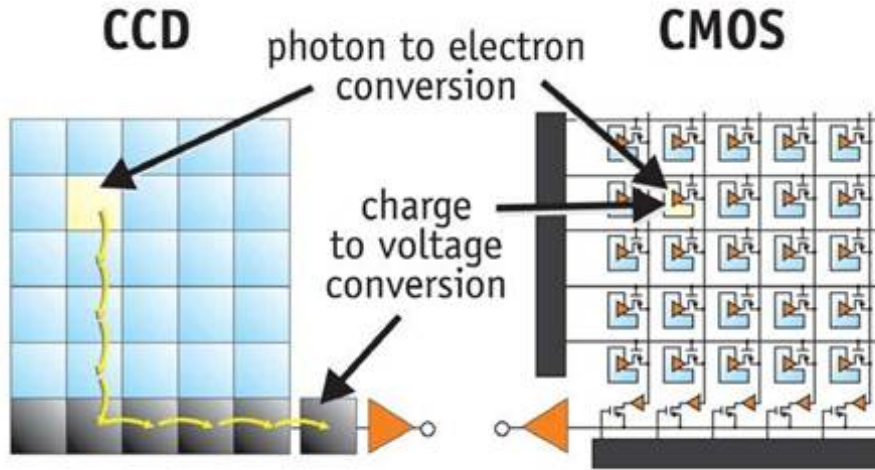 CCD
CMOS
photon to electron
conversion
charge
to voltage
conversion